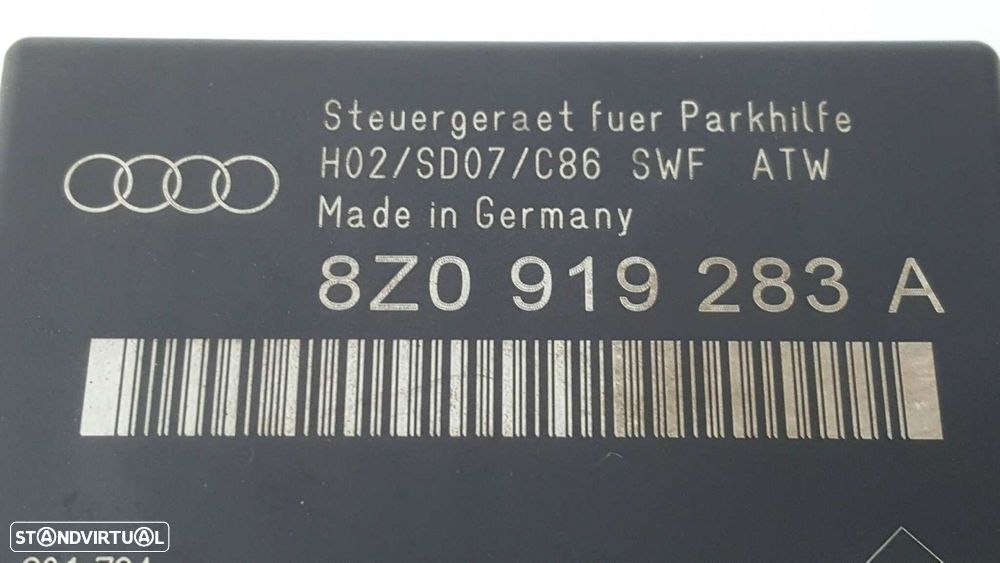 Steuergeraet fuer Parkhilfe
H02/SD07/C86 SWF ATW
Made in Germany
8Z0 919 283 A
STANDVIRTUAL